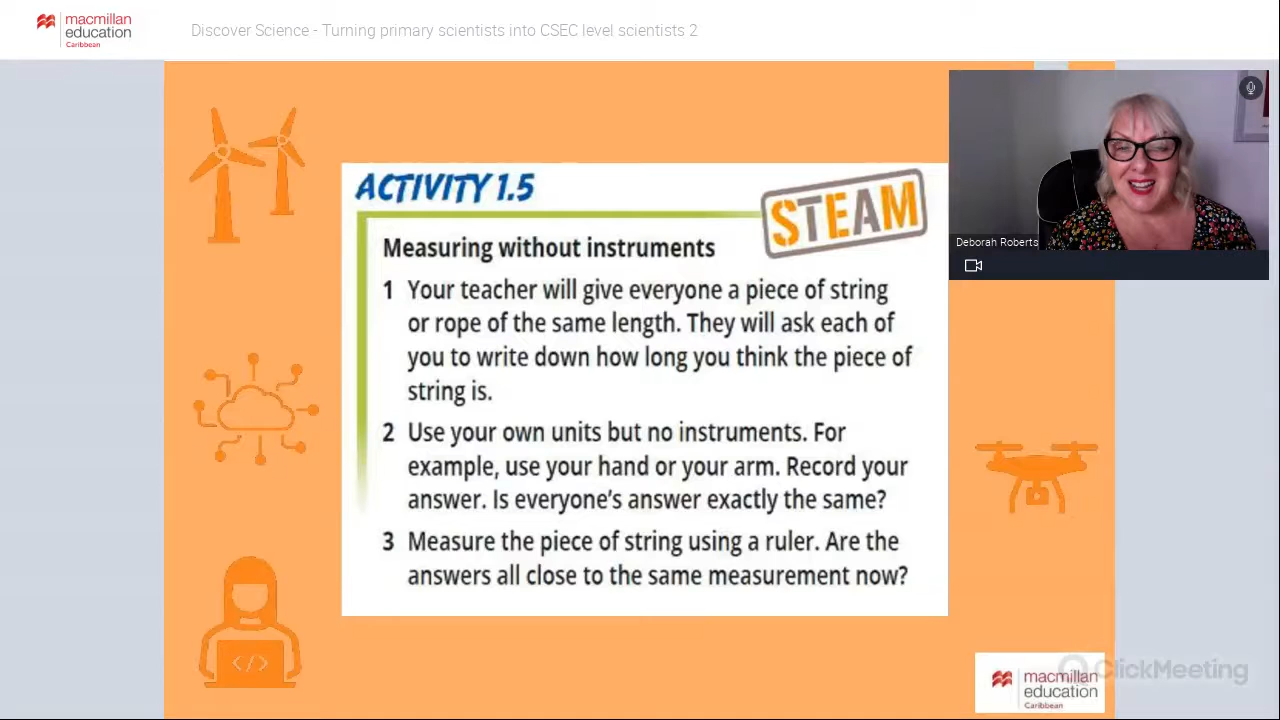 macmillan
education
Caribbean
Discover Science - Turning primary scientists into CSEC level scientists 2
ACTIVITY 1.5
STEAM
Measuring without instruments
1 Your teacher will give everyone a piece of string
or rope of the same length. They will ask each of
you to write down how long you think the piece of
string is.
2 Use your own units but no instruments. For
example, use your hand or your arm. Record your
answer. Is everyone's answer exactly the same?
3 Measure the piece of string using a ruler. Are the
answers all close to the same measurement now?
Deborah Roberts
</>
macmillan
education
Caribbean
ClickMeeting